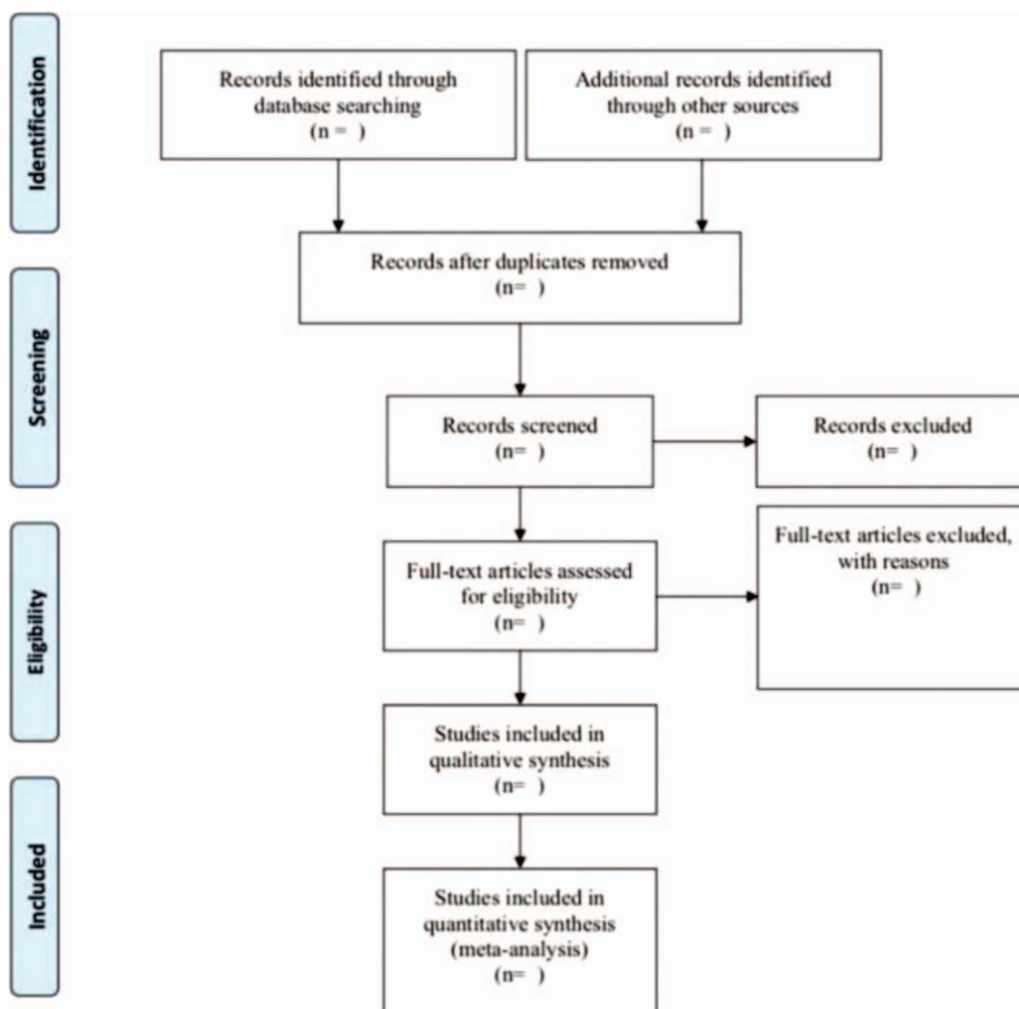 Identification
Records identified through
database searching
(n = )
Additional records identified
through other sources
(n = )
Records after duplicates removed
(n= )
Screening
Records screened
(n= )
Records excluded
(n= )
Eligibility
Full-text articles assessed
for eligibility
(n= )
Full-text articles excluded,
with reasons
(n= )
Studies included in
qualitative synthesis
(n= )
Included
Studies included in
quantitative synthesis
(meta-analysis)
(n= )